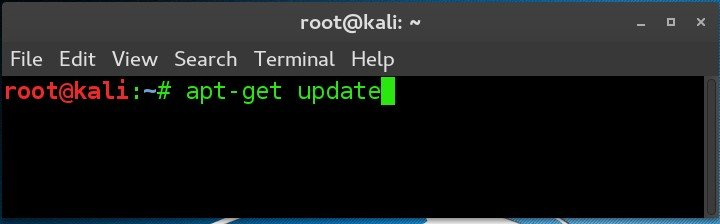 root@kali: ~
File Edit View Search Terminal Help
root@kali:~# apt-get update